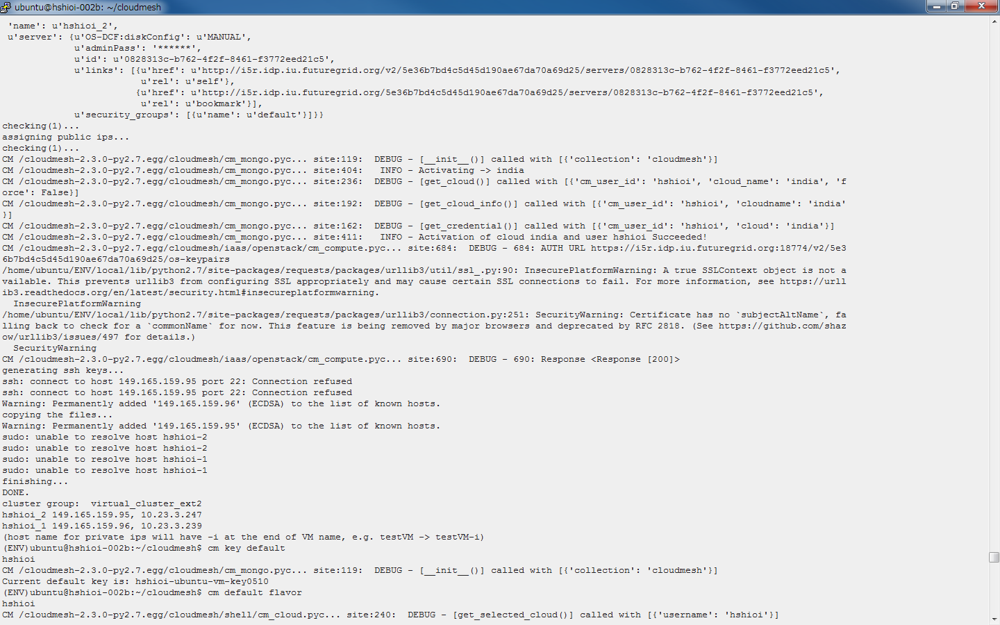 ubuntu@hshioi-002b: ~/cloudmesh
 'name': u'hshioi_2',
 u'server': {u'OS-DCF:diskConfig': u'MANUAL',
             u'adminPass': '******',
             u'id': u'0828313c-b762-4f2f-8461-f3772eed21c5',
             u'links': [{u'href': u'http://i5r.idp.iu.futuregrid.org/v2/5e36b7bd4c5d45d190ae67da70a69d25/servers/0828313c-b762-4f2f-8461-f3772eed21c5',
                         u'rel': u'self'},
                        {u'href': u'http://i5r.idp.iu.futuregrid.org/5e36b7bd4c5d45d190ae67da70a69d25/servers/0828313c-b762-4f2f-8461-f3772eed21c5',
                         u'rel': u'bookmark'}],
             u'security_groups': [{u'name': u'default'}]}}
checking(1)...
assigning public ips...
checking(1)...
CM /cloudmesh-2.3.0-py2.7.egg/cloudmesh/cm_mongo.pyc... site:119:  DEBUG - [__init__()] called with [{'collection': 'cloudmesh'}]
CM /cloudmesh-2.3.0-py2.7.egg/cloudmesh/cm_mongo.pyc... site:404:   INFO - Activating -> india
CM /cloudmesh-2.3.0-py2.7.egg/cloudmesh/cm_mongo.pyc... site:236:  DEBUG - [get_cloud()] called with [{'cm_user_id': 'hshioi', 'cloud_name': 'india', 'f
orce': False}]
CM /cloudmesh-2.3.0-py2.7.egg/cloudmesh/cm_mongo.pyc... site:192:  DEBUG - [get_cloud_info()] called with [{'cm_user_id': 'hshioi', 'cloudname': 'india'
}]
CM /cloudmesh-2.3.0-py2.7.egg/cloudmesh/cm_mongo.pyc... site:162:  DEBUG - [get_credential()] called with [{'cm_user_id': 'hshioi', 'cloud': 'india'}]
CM /cloudmesh-2.3.0-py2.7.egg/cloudmesh/cm_mongo.pyc... site:411:   INFO - Activation of cloud india and user hshioi Succeeded!
CM /cloudmesh-2.3.0-py2.7.egg/cloudmesh/iaas/openstack/cm_compute.pyc... site:684:  DEBUG - 684: AUTH URL https://i5r.idp.iu.futuregrid.org:18774/v2/5e3
6b7bd4c5d45d190ae67da70a69d25/os-keypairs
/home/ubuntu/ENV/local/lib/python2.7/site-packages/requests/packages/urllib3/util/ssl_.py:90: InsecurePlatformWarning: A true SSLContext object is not a
vailable. This prevents urllib3 from configuring SSL appropriately and may cause certain SSL connections to fail. For more information, see https://urll
ib3.readthedocs.org/en/latest/security.html#insecureplatformwarning.
  InsecurePlatformWarning
/home/ubuntu/ENV/local/lib/python2.7/site-packages/requests/packages/urllib3/connection.py:251: SecurityWarning: Certificate has no `subjectAltName`, fa
lling back to check for a `commonName` for now. This feature is being removed by major browsers and deprecated by RFC 2818. (See https://github.com/shaz
ow/urllib3/issues/497 for details.)
  SecurityWarning
CM /cloudmesh-2.3.0-py2.7.egg/cloudmesh/iaas/openstack/cm_compute.pyc... site:690:  DEBUG - 690: Response <Response [200]>
generating ssh keys...
ssh: connect to host 149.165.159.95 port 22: Connection refused
ssh: connect to host 149.165.159.95 port 22: Connection refused
Warning: Permanently added '149.165.159.96' (ECDSA) to the list of known hosts.
copying the files...
Warning: Permanently added '149.165.159.95' (ECDSA) to the list of known hosts.
sudo: unable to resolve host hshioi-2
sudo: unable to resolve host hshioi-2
sudo: unable to resolve host hshioi-1
sudo: unable to resolve host hshioi-1
finishing...
DONE.
cluster group:  virtual_cluster_ext2
hshioi_2 149.165.159.95, 10.23.3.247
hshioi_1 149.165.159.96, 10.23.3.239
(host name for private ips will have -i at the end of VM name, e.g. testVM -> testVM-i)
(ENV)ubuntu@hshioi-002b:~/cloudmesh$ cm key default
hshioi
CM /cloudmesh-2.3.0-py2.7.egg/cloudmesh/cm_mongo.pyc... site:119:  DEBUG - [__init__()] called with [{'collection': 'cloudmesh'}]
Current default key is: hshioi-ubuntu-vm-key0510
(ENV)ubuntu@hshioi-002b:~/cloudmesh$ cm default flavor
hshioi
CM /cloudmesh-2.3.0-py2.7.egg/cloudmesh/shell/cm_cloud.pyc... site:240:  DEBUG - [get_selected_cloud()] called with [{'username': 'hshioi'}]